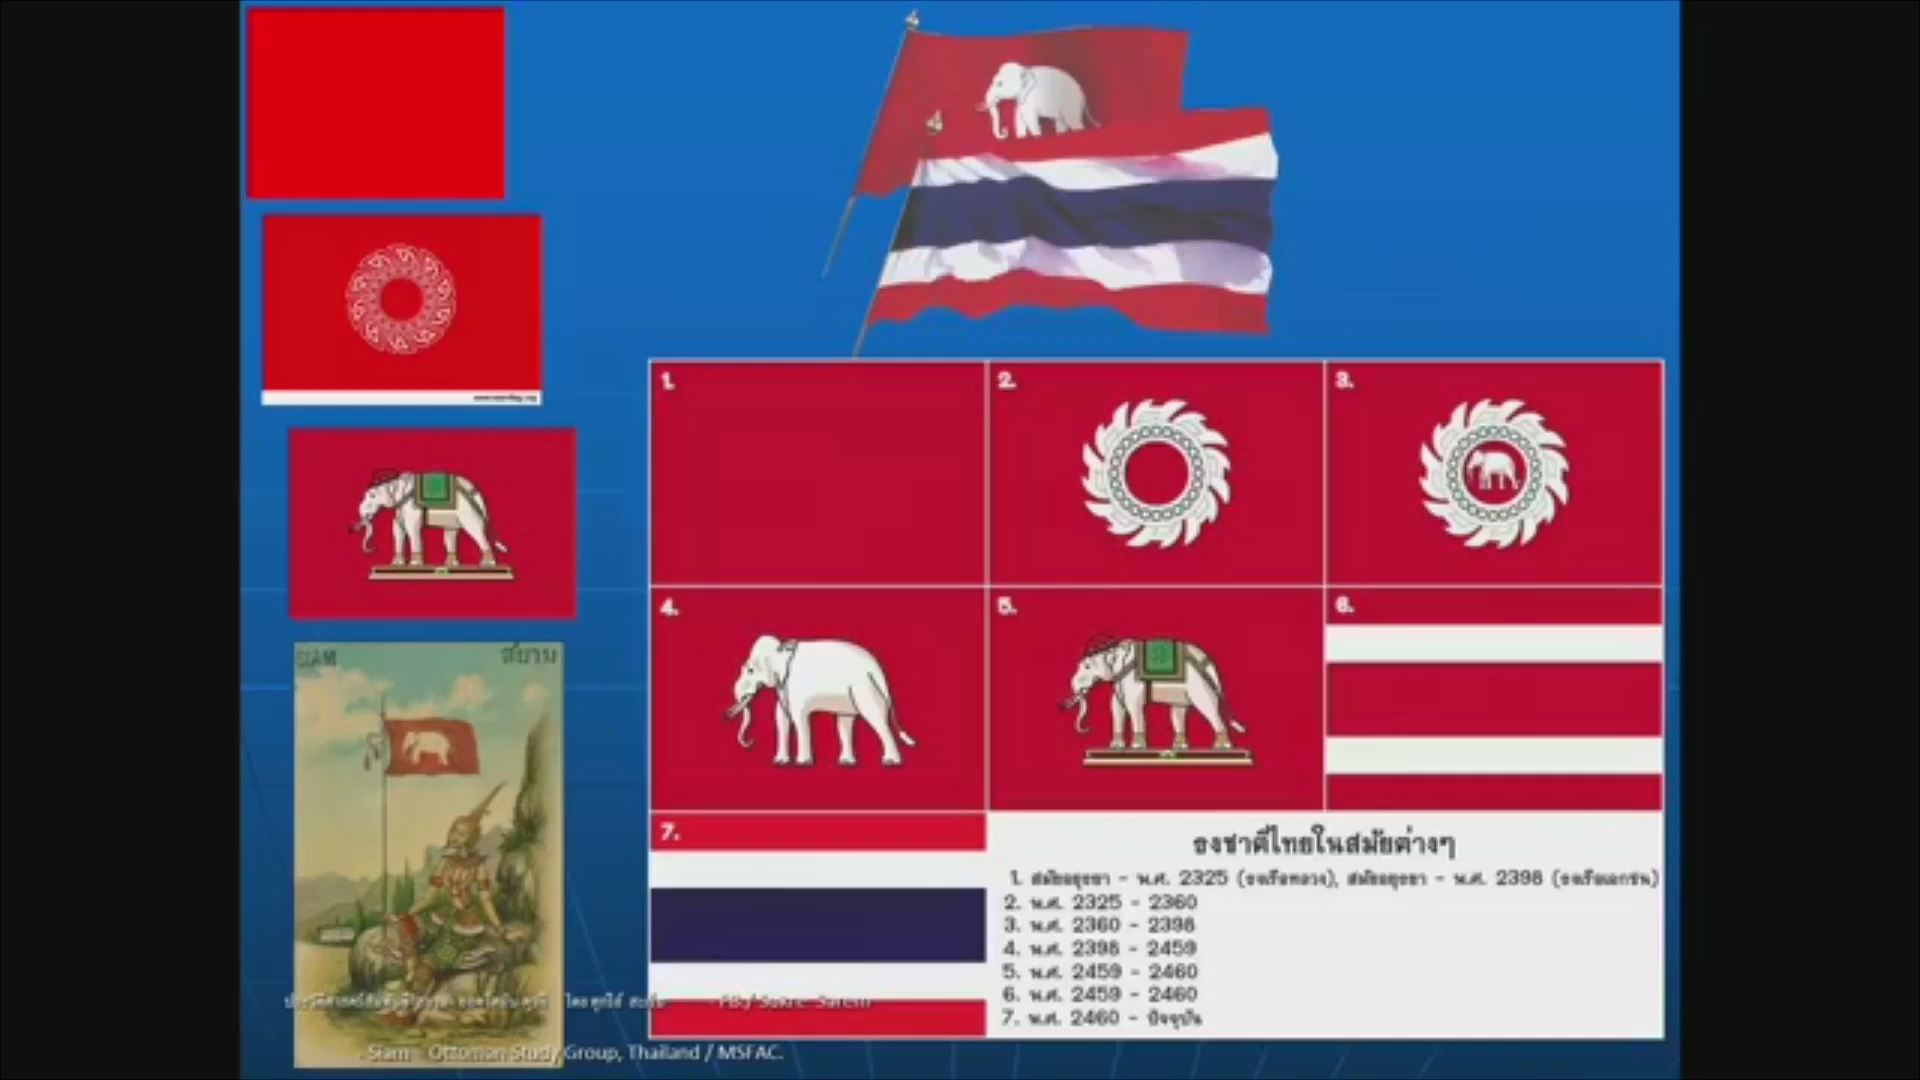 SIAM
สยาม
1.
2.
3.
4.
5.
6.
7.
ธงชาติไทยในสมัยต่างๆ
1. สมัยอยุธยา - พ.ศ. 2325 (ธงเรือหลวง), สมัยอยุธยา - พ.ศ. 2398 (ธงเรือเอกชน)
2. พ.ศ. 2325 - 2360
3. พ.ศ. 2360 - 2398
4. พ.ศ. 2398 - 2459
5. พ.ศ. 2459 - 2460
6. พ.ศ. 2459 - 2460
7. พ.ศ. 2460 - ปัจจุบัน
Sukre Sarem
Siam - Ottoman Study Group, Thailand / MSFAC.